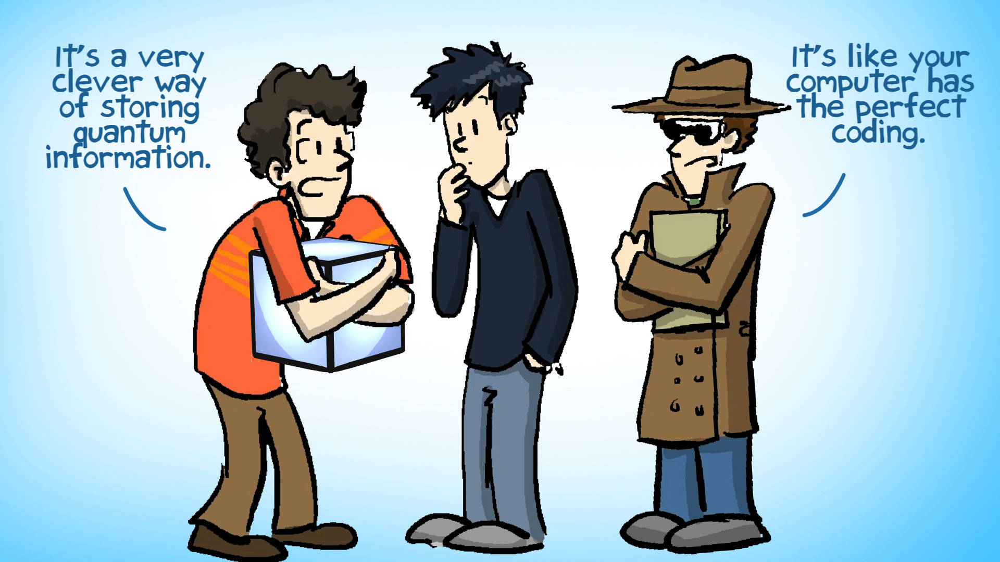 It's a very
clever way
of storing
quantum
information.
It's like your
computer has
the perfect
coding.